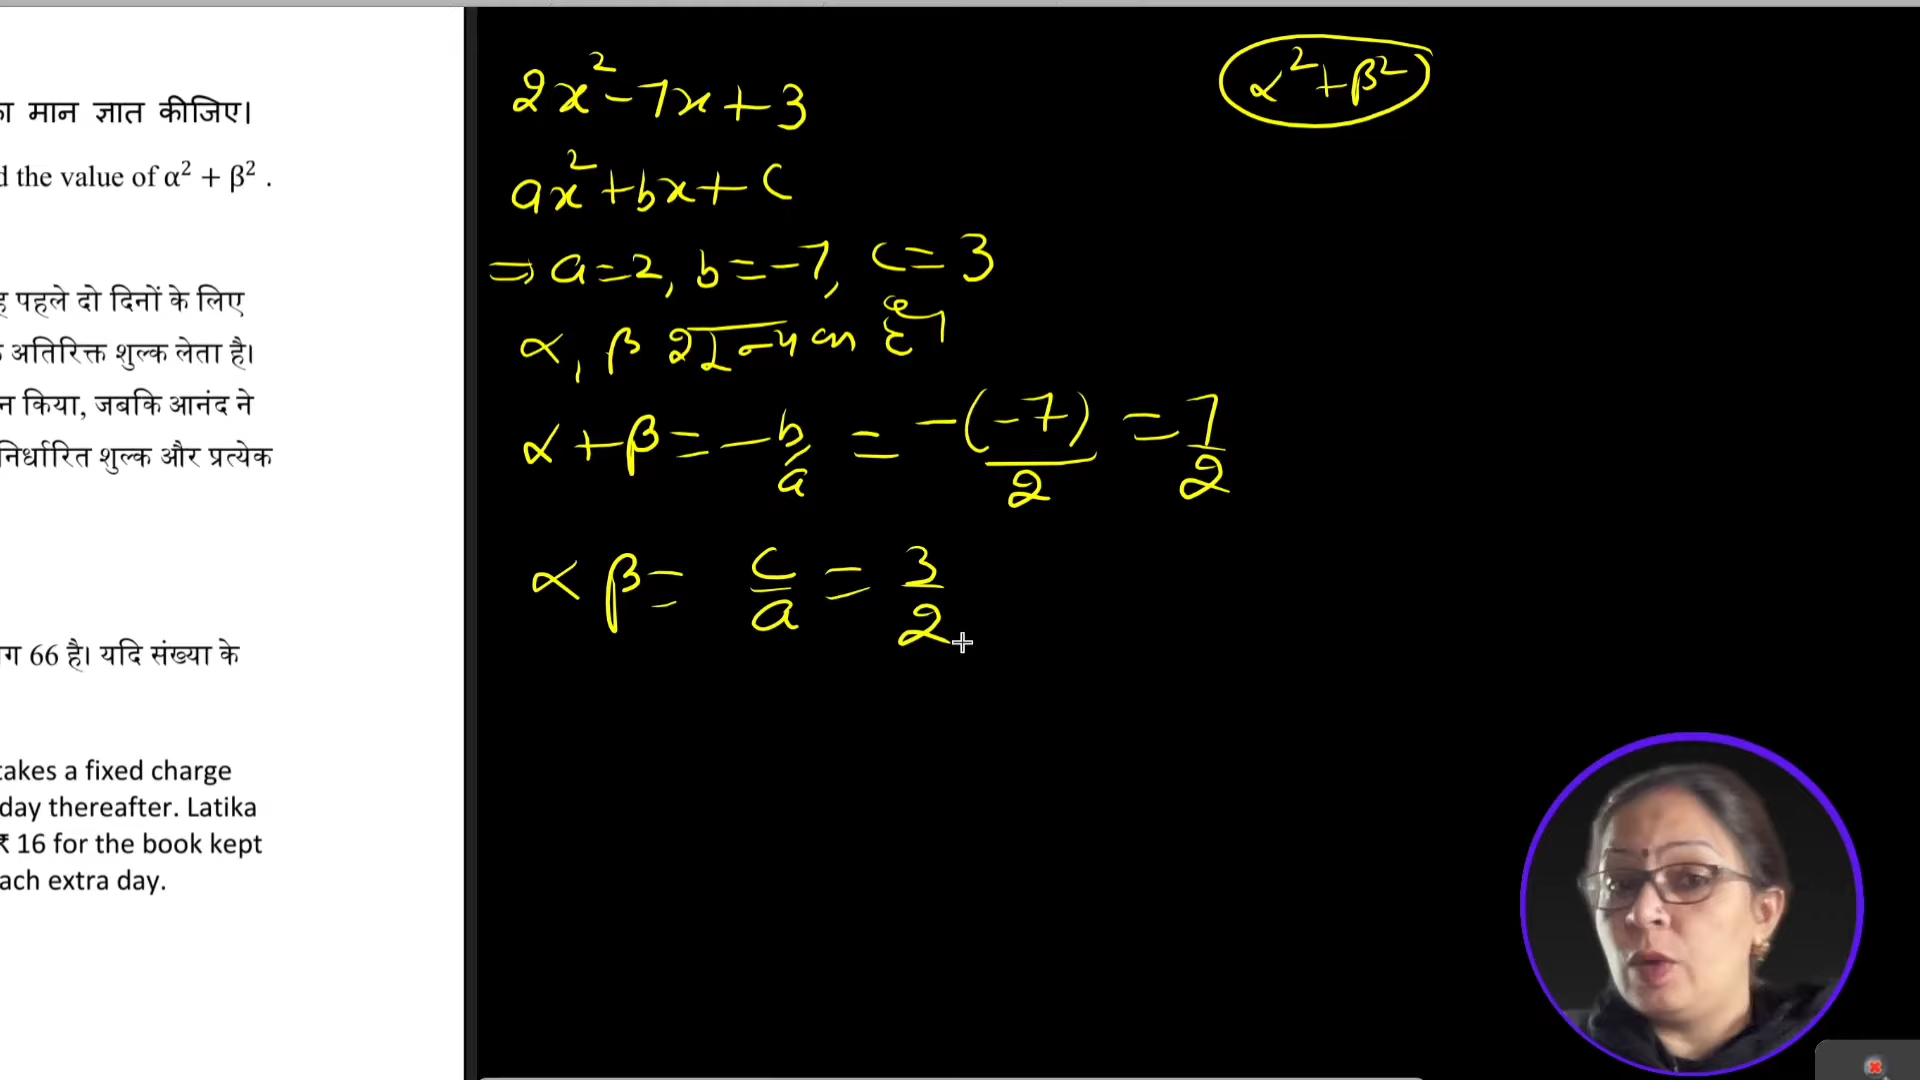 का मान ज्ञात कीजिए।
the value of α² + β² .
पहले दो दिनों के लिए
अतिरिक्त शुल्क लेता है।
किया, जबकि आनंद ने
निर्धारित शुल्क और प्रत्येक
66 है। यदि संख्या के
takes a fixed charge
day thereafter. Latika
₹ 16 for the book kept
each extra day.
α² + β²
2x² - 7x + 3
ax² + bx + c
⇒ a = 2, b = -7, c = 3
α, β
α + β = -b/a = -(-7)/2 = 7/2
αβ = c/a = 3/2